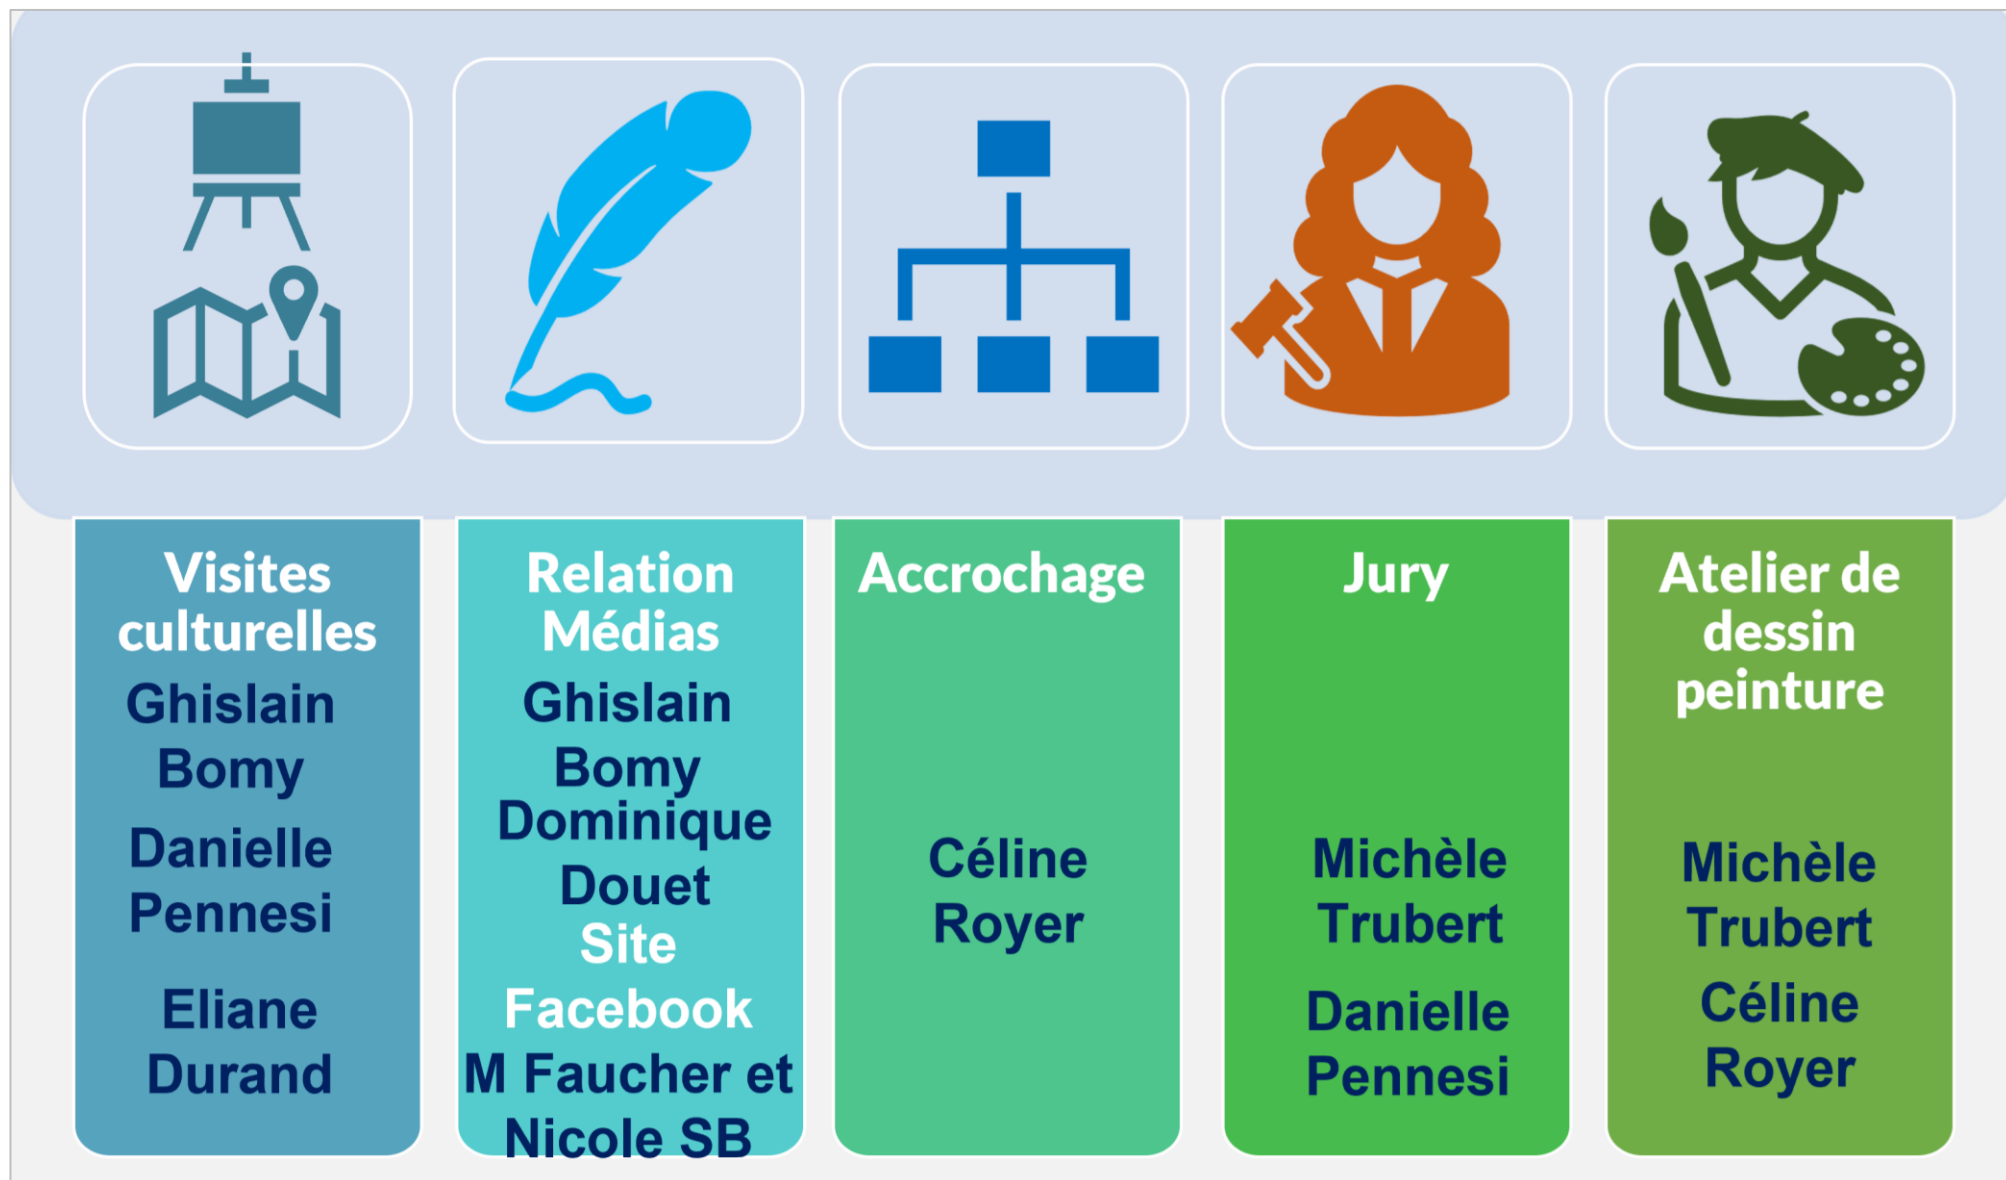 Visites
culturelles
Ghislain
Bomy
Danielle
Pennesi
Eliane
Durand
Relation
Médias
Ghislain
Bomy
Dominique
Douet
Site
Facebook
M Faucher et
Nicole SB
Accrochage
Céline
Royer
Jury
Michèle
Trubert
Danielle
Pennesi
Atelier de
dessin
peinture
Michèle
Trubert
Céline
Royer